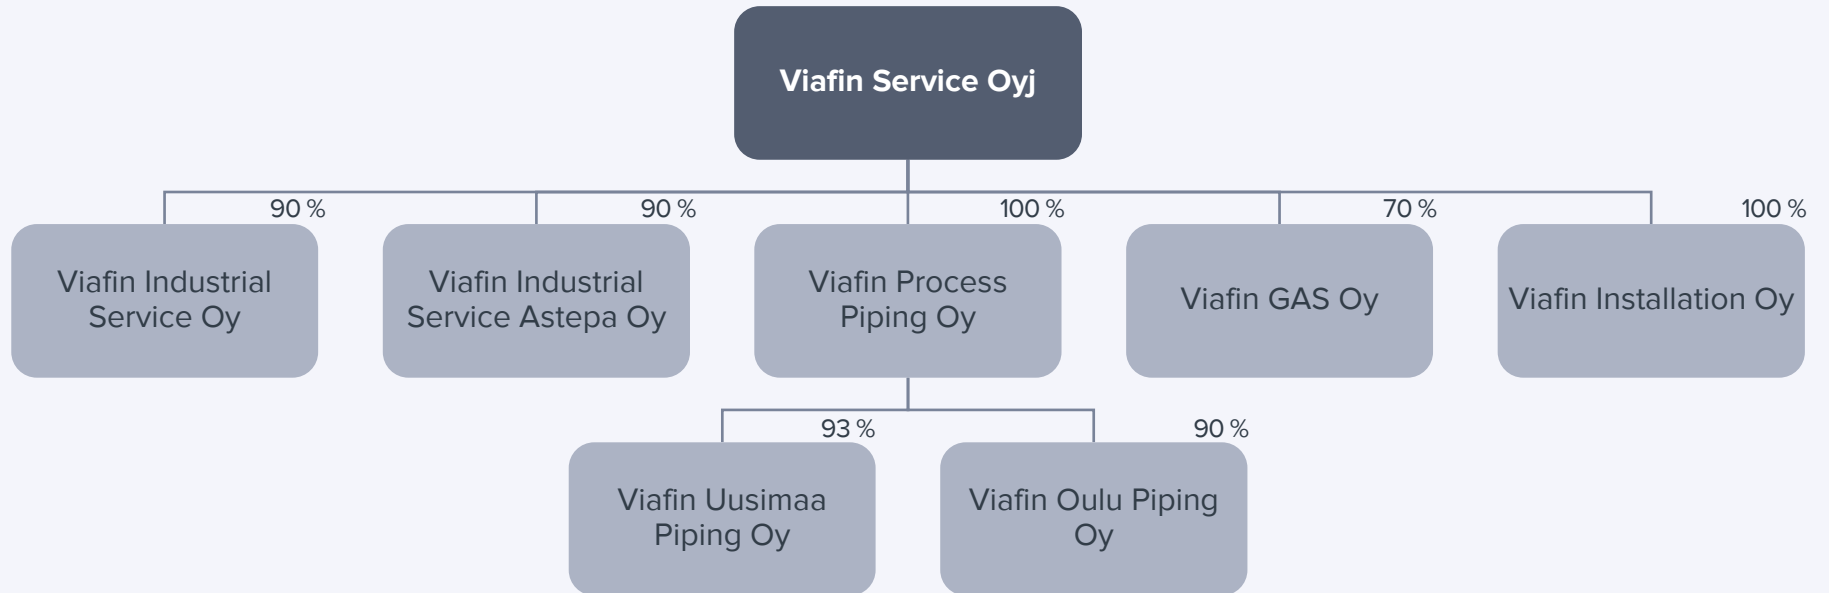 Viafin Service Oyj
90 %
90 %
100 %
70 %
100 %
Viafin Industrial
Service Oy
Viafin Industrial
Service Astepa Oy
Viafin Process
Piping Oy
Viafin GAS Oy
Viafin Installation Oy
93 %
90 %
Viafin Uusimaa
Piping Oy
Viafin Oulu Piping
Oy